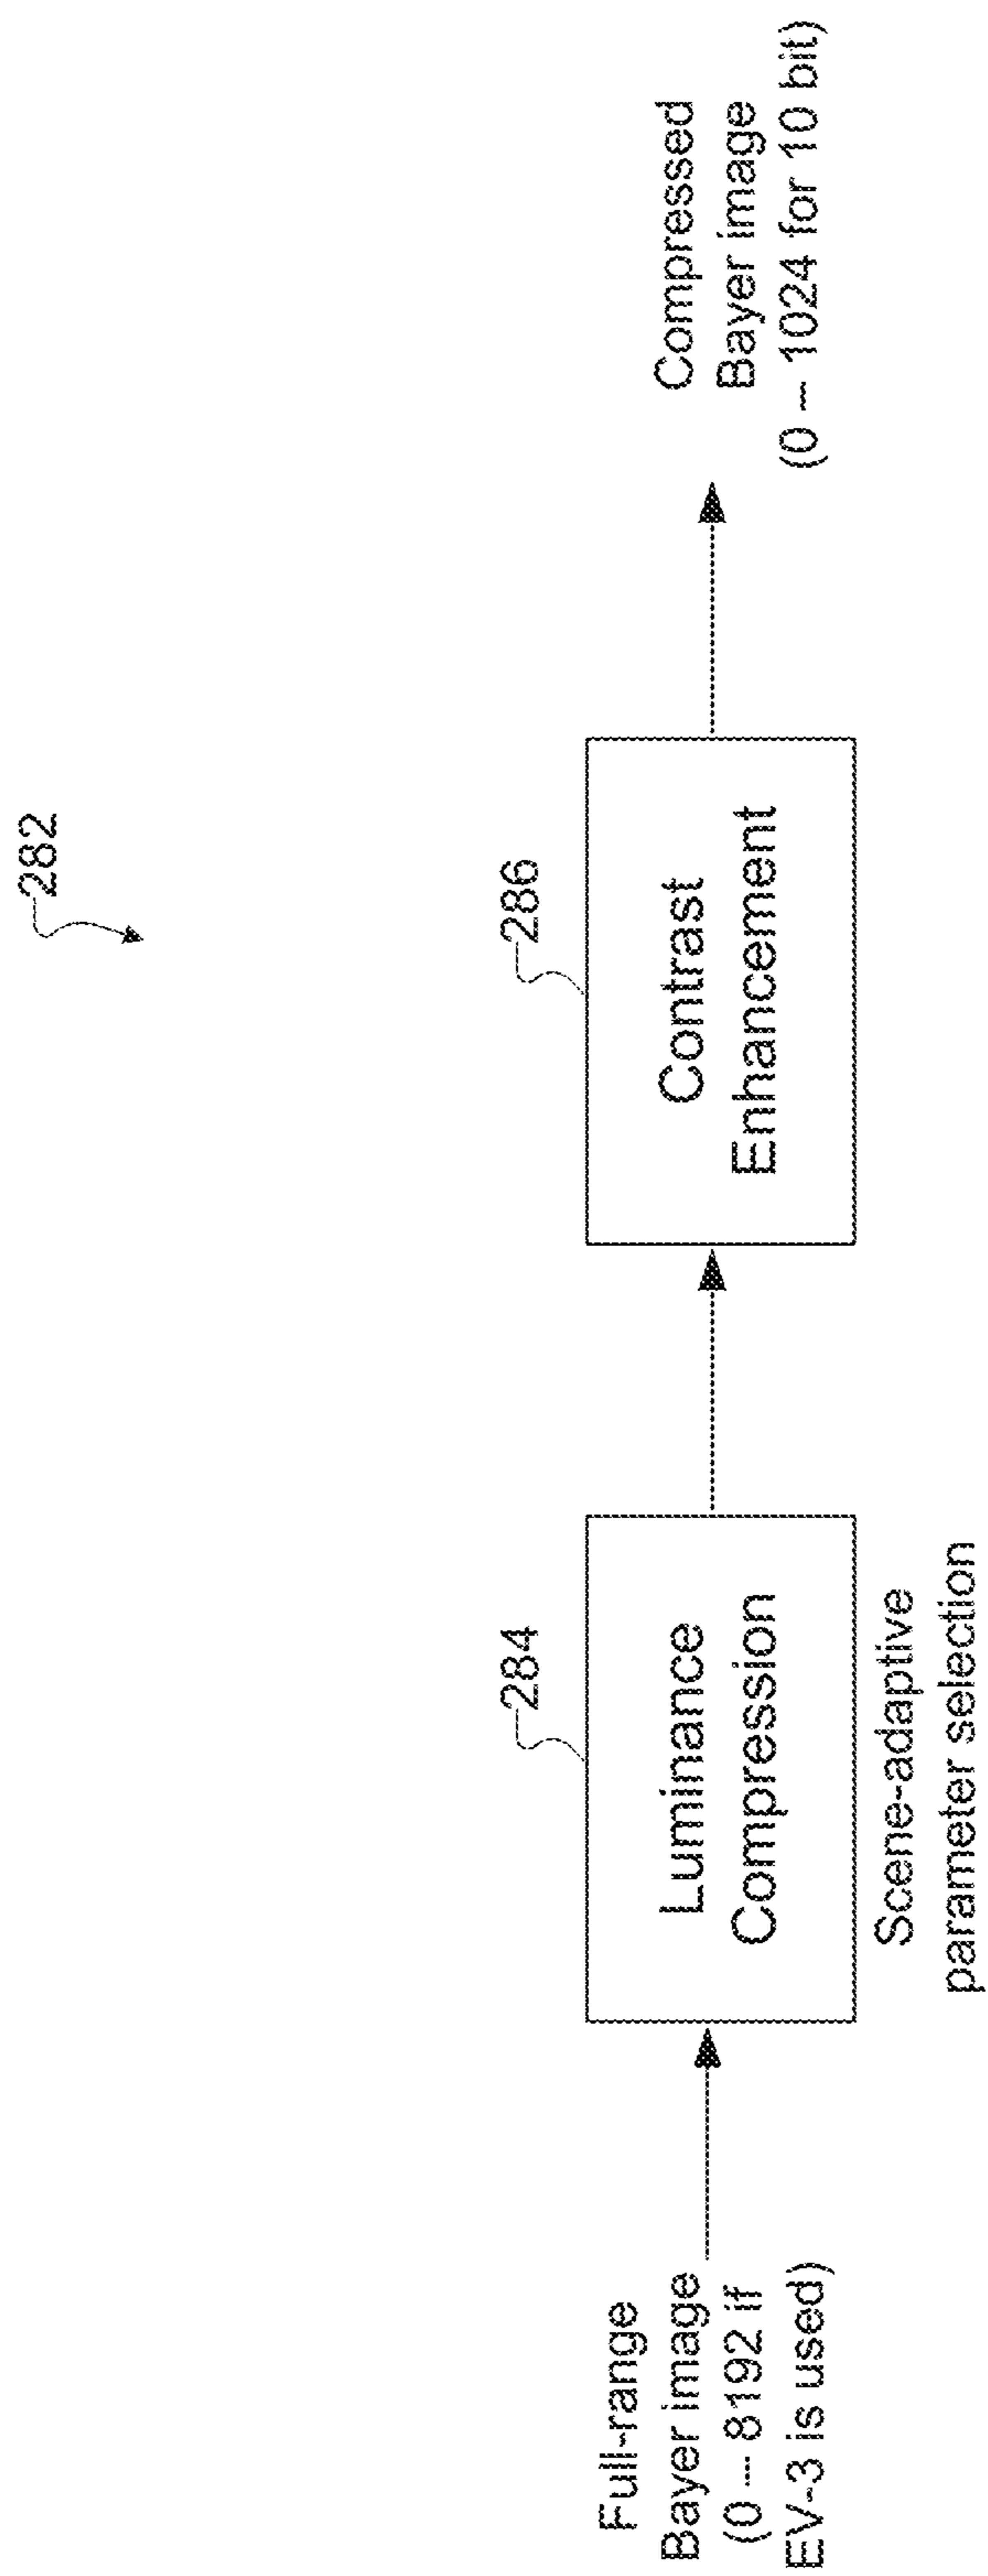 282
Full-range
Bayer image
(0 – 8192 if
EV-3 is used)
284
Luminance
Compression
Scene-adaptive
parameter selection
286
Contrast
Enhancement
Compressed
Bayer image
(0 – 1024 for 10 bit)